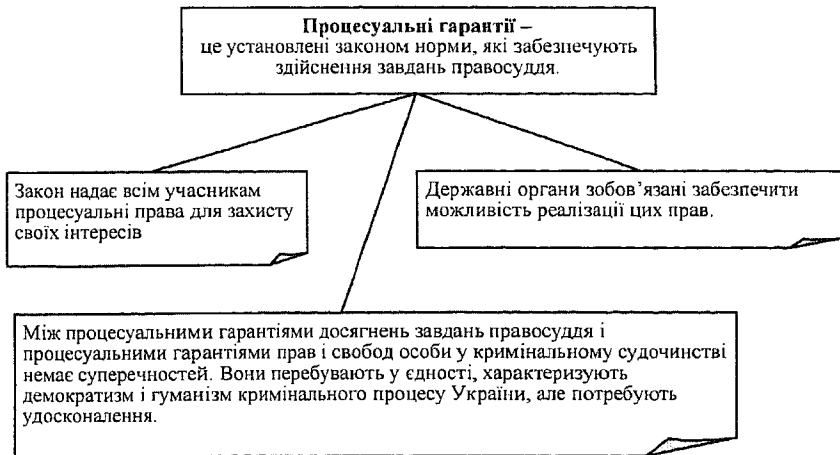 Процесуальні гарантії –
це установлені законом норми, які забезпечують
здійснення завдань правосуддя.
Закон надає всім учасникам
процесуальні права для захисту
своїх інтересів
Державні органи зобов’язані забезпечити
можливість реалізації цих прав.
Між процесуальними гарантіями досягнень завдань правосуддя і
процесуальними гарантіями прав і свобод особи у кримінальному судочинстві
немає суперечностей. Вони перебувають у єдності, характеризують
демократизм і гуманізм кримінального процесу України, але потребують
удосконалення.